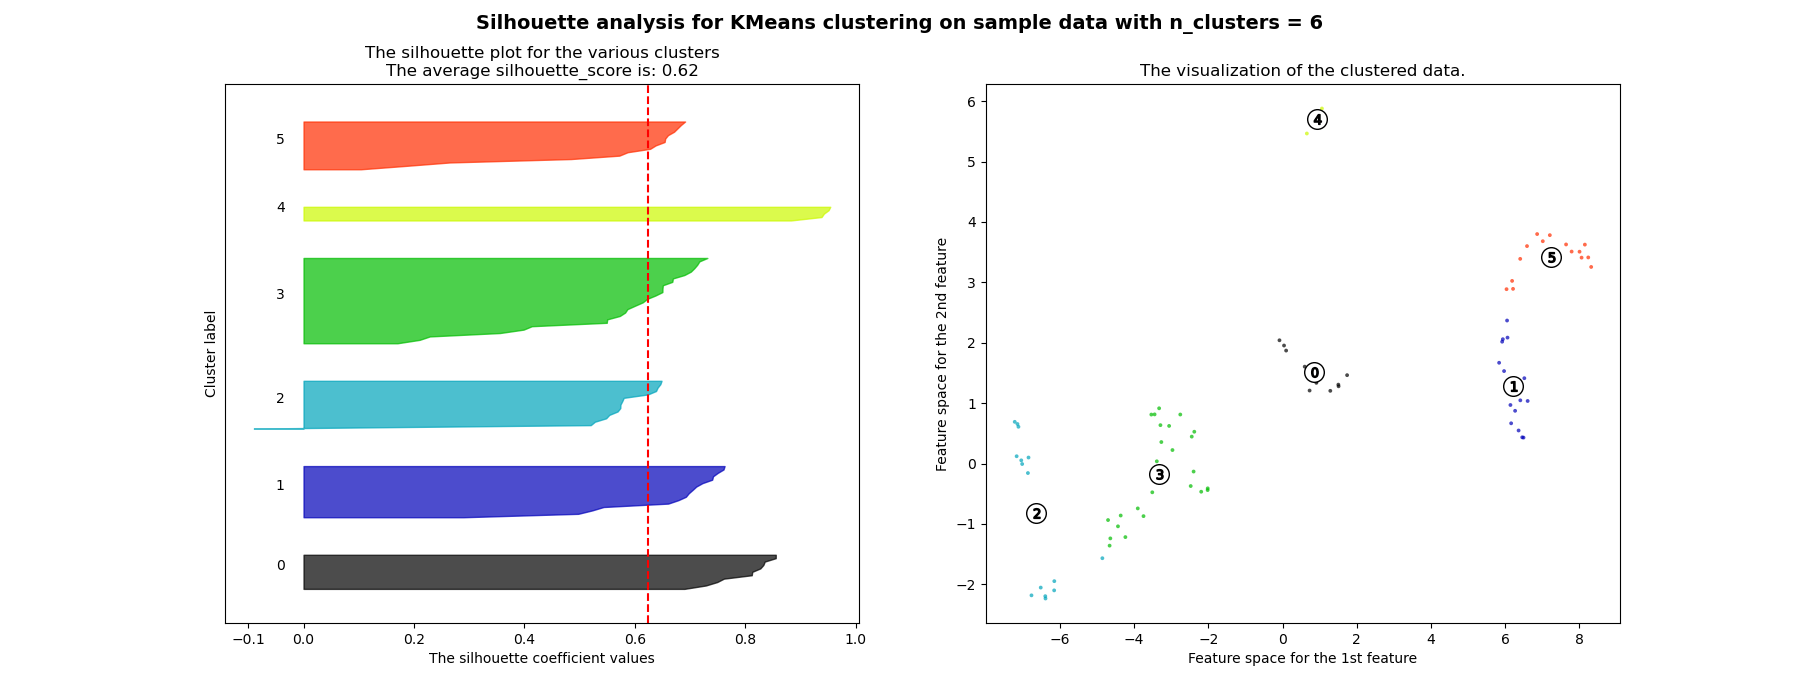 Silhouette analysis for KMeans clustering on sample data with n_clusters = 6
The silhouette plot for the various clusters
The average silhouette_score is: 0.62
5
4
3
2
1
0
Cluster label
−0.1 0.0 0.2 0.4 0.6 0.8 1.0
The silhouette coefficient values
The visualization of the clustered data.
6
5
4
3
2
1
0
−1
−2
Feature space for the 2nd feature
4
5
0
1
3
2
−6 −4 −2 0 2 4 6 8
Feature space for the 1st feature